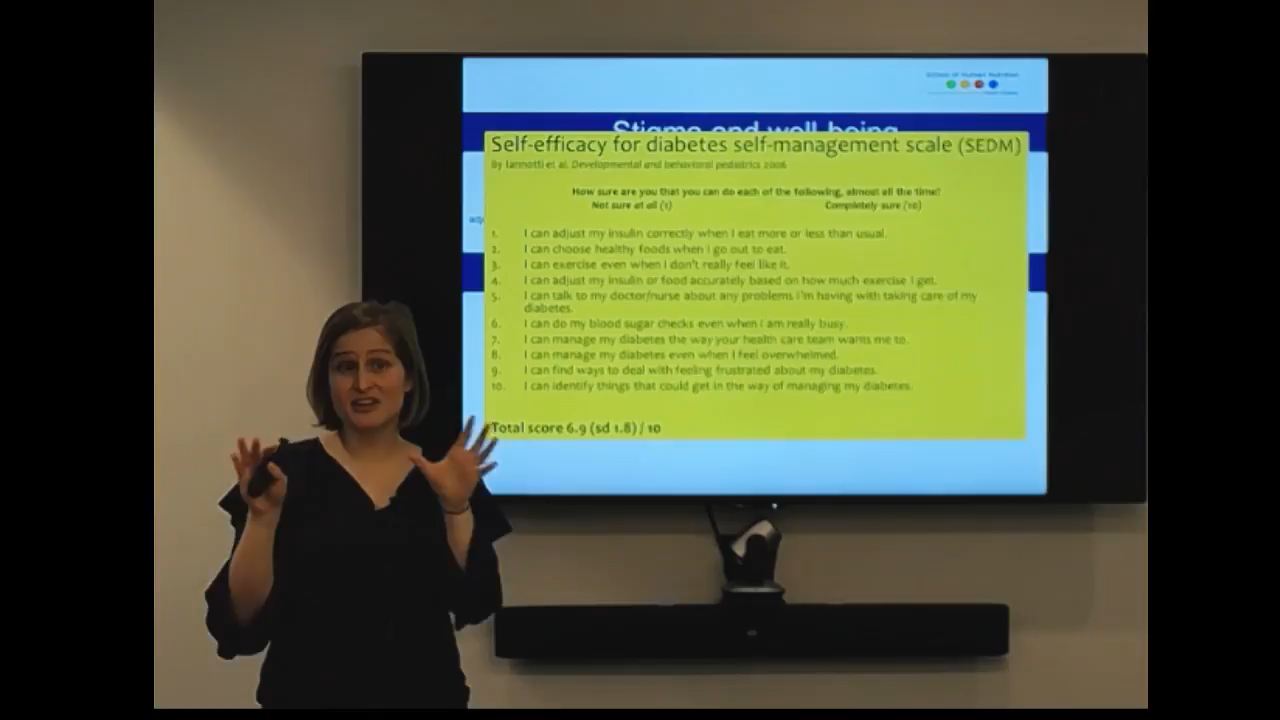 School of Human Nutrition
Stigma and well-being
Self-efficacy for diabetes self-management scale (SEDM)
By Iannotti et al. Developmental and behavioral pediatrics 2006
How sure are you that you can do each of the following, almost all the time?
Not sure at all (1) Completely sure (10)
1. I can adjust my insulin correctly when I eat more or less than usual.
2. I can choose healthy foods when I go out to eat.
3. I can exercise even when I don't really feel like it.
4. I can adjust my insulin or food accurately based on how much exercise I get.
5. I can talk to my doctor/nurse about any problems I'm having with taking care of my
diabetes.
6. I can do my blood sugar checks even when I am really busy.
7. I can manage my diabetes the way your health care team wants me to.
8. I can manage my diabetes even when I feel overwhelmed.
9. I can find ways to deal with feeling frustrated about my diabetes.
10. I can identify things that could get in the way of managing my diabetes.
Total score 6.9 (sd 1.8) / 10